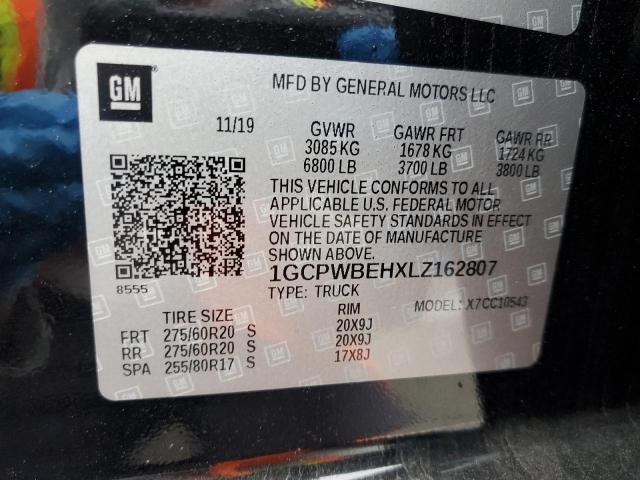 GM
MFD BY GENERAL MOTORS LLC
11/19 GVWR GAWR FRT GAWR RR
3085 KG 1678 KG 1724 KG
6800 LB 3700 LB 3800 LB
THIS VEHICLE CONFORMS TO ALL
APPLICABLE U.S. FEDERAL MOTOR
VEHICLE SAFETY STANDARDS IN EFFECT
ON THE DATE OF MANUFACTURE
SHOWN ABOVE.
8555
1GCPWBEHXLZ162807
TYPE: TRUCK MODEL: X7CC10543
TIRE SIZE RIM
FRT 275/60R20 S 20X9J
RR 275/60R20 S 20X9J
SPA 255/80R17 S 17X8J